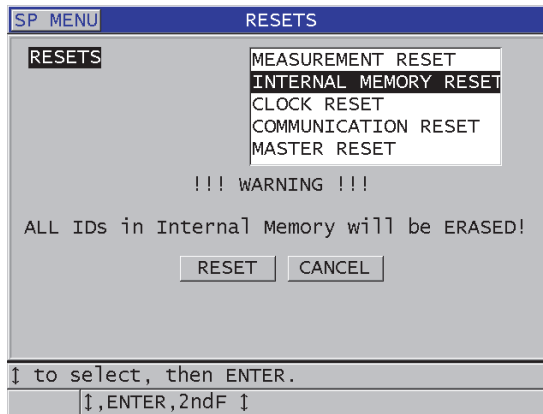 SP MENU RESETS
RESETS
MEASUREMENT RESET
INTERNAL MEMORY RESET
CLOCK RESET
COMMUNICATION RESET
MASTER RESET
!!! WARNING !!!
ALL IDs in Internal Memory will be ERASED!
RESET CANCEL
↕ to select, then ENTER.
↕,ENTER,2ndF ↕